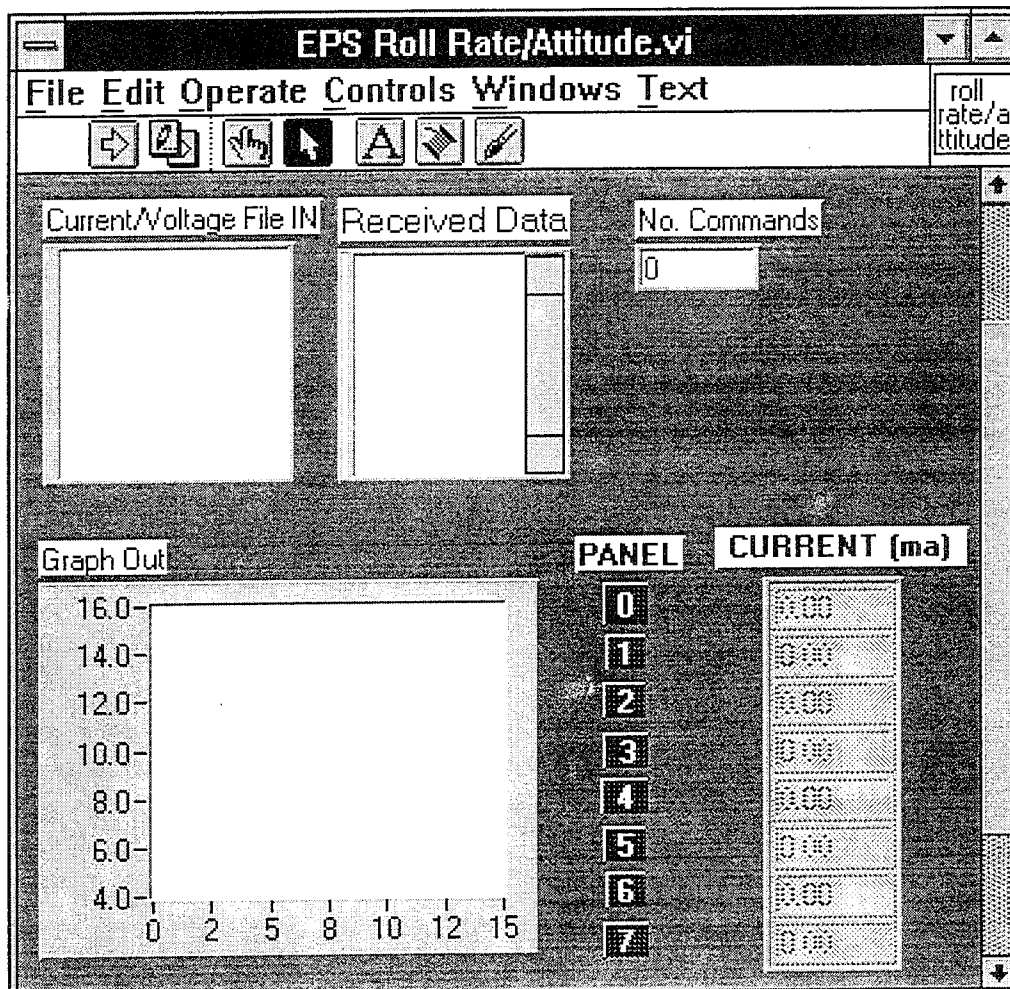 EPS Roll Rate/Attitude.vi
File Edit Operate Controls Windows Text
roll
rate/a
ttitude
A
Current/Voltage File IN
Received Data
No. Commands
0
Graph Out
16.0
14.0
12.0
10.0
8.0
6.0
4.0
0 2 5 8 10 12 15
PANEL
CURRENT (ma)
0 0.00
1 0.00
2 0.00
3 0.00
4 0.00
5 0.00
6 0.00
7 0.00